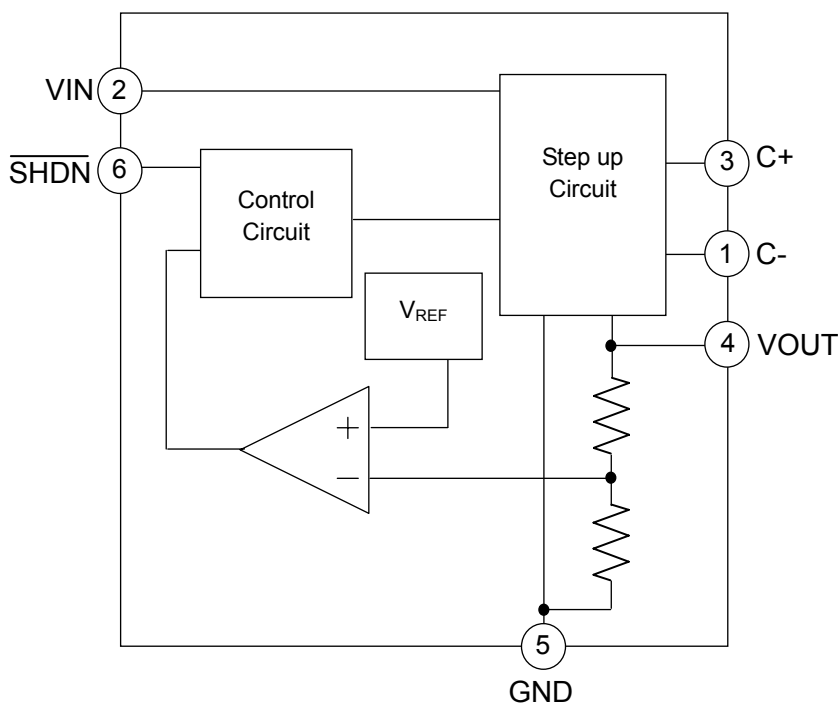 VIN
2
SHDN
6
Control
Circuit
Step up
Circuit
3
C+
1
C-
VREF
4
VOUT
+
−
5
GND